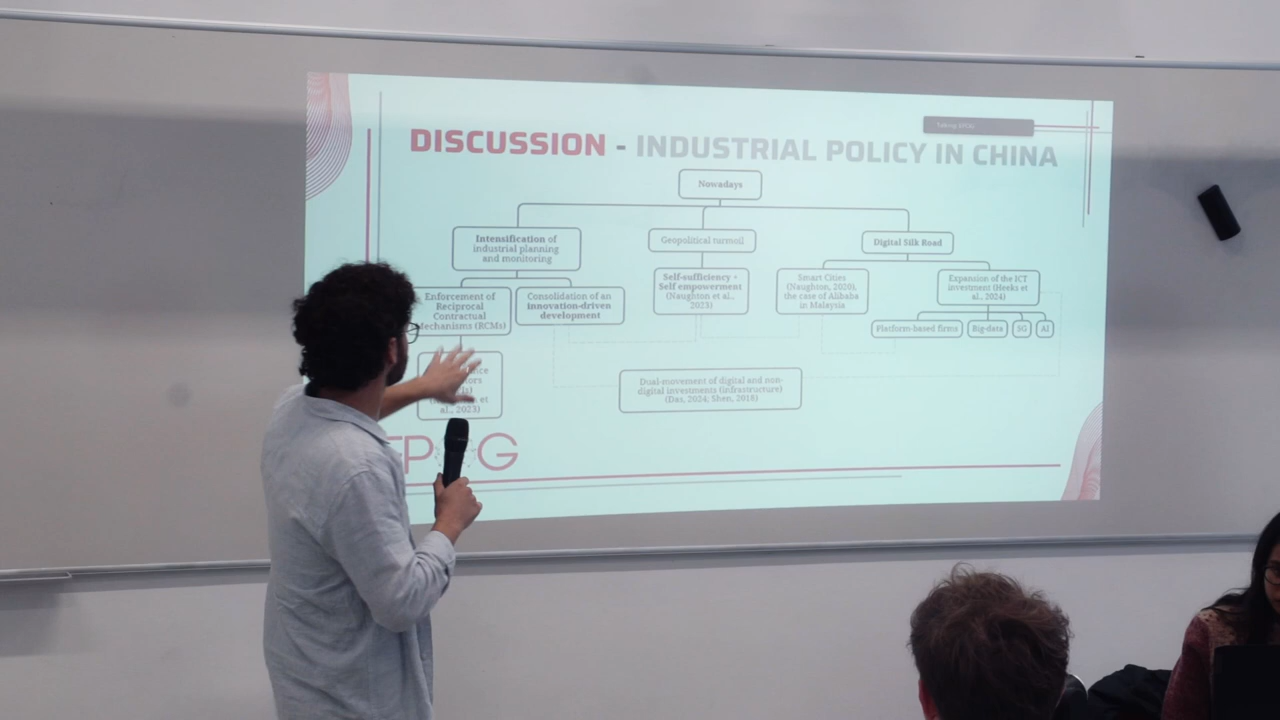 DISCUSSION - INDUSTRIAL POLICY IN CHINA
Nowadays
Intensification of
industrial planning
and monitoring
Geopolitical turmoil
Digital Silk Road
Enforcement of
Reciprocal
Contractual
Mechanisms (RCMs)
Consolidation of an
innovation-driven
development
Self-sufficiency +
Self empowerment
(Naughton et al.,
2023)
Smart Cities
(Naughton, 2020),
the case of Alibaba
in Malaysia
Expansion of the ICT
investment (Heeks et
al., 2024)
Platform-based firms
Big-data
5G
AI
al., 2023)
Dual-movement of digital and non-
digital investments (infrastructure)
(Das, 2024, Shen, 2018)